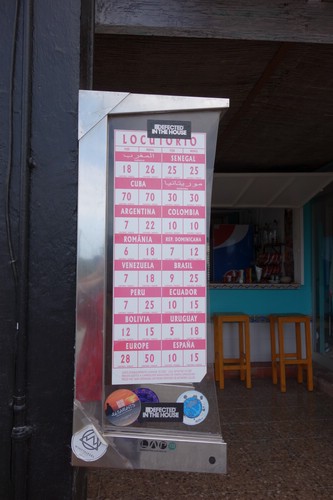 DEFECTED
IN THE HOUSE
LOCUTORIO
SENEGAL
18 26 25 25
CUBA موريتانيا
70 70 30 30
ARGENTINA COLOMBIA
7 22 10 10
ROMÂNIA REP. DOMINICANA
6 18 7 12
VENEZUELA BRASIL
7 18 9 25
PERU ECUADOR
7 25 10 15
BOLIVIA URUGUAY
12 15 5 18
EUROPE ESPAÑA
28 50 10 15
DEFECTED
IN THE HOUSE